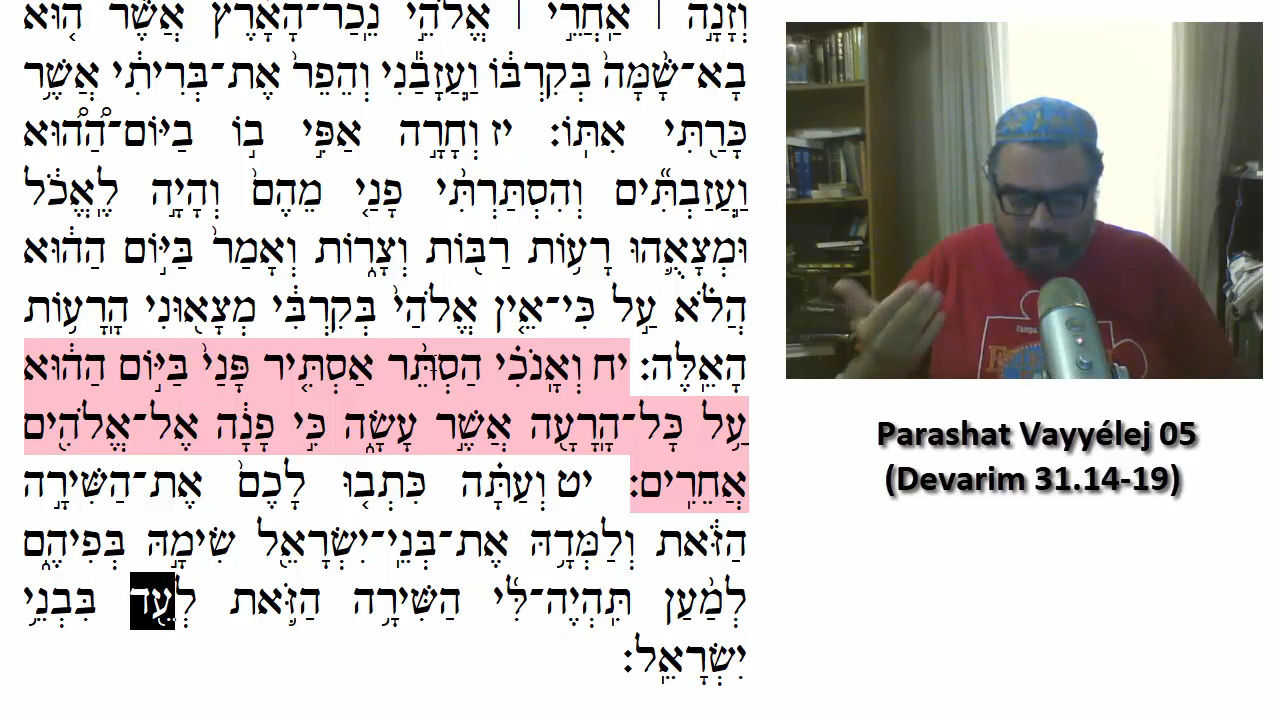 וְזָנָ֣ה ׀ אַחֲרֵ֣י ׀ אֱלֹהֵ֣י נֵֽכַר־הָאָ֗רֶץ אֲשֶׁ֨ר ה֤וּא
בָא־שָׁ֙מָּה֙ בְּקִרְבּ֔וֹ וַעֲזָבַ֕נִי וְהֵפֵר֙ אֶת־בְּרִיתִ֔י אֲשֶׁ֥ר
כָּרַ֖תִּי אִתּֽוֹ׃ יז וְחָרָ֣ה אַפִּ֣י ב֣וֹ בַיּוֹם־הַ֠ה֠וּא
וַעֲזַבְתִּ֞ים וְהִסְתַּרְתִּ֨י פָנַ֤י מֵהֶם֙ וְהָיָ֣ה לֶֽאֱכֹ֔ל
וּמְצָאֻ֛הוּ רָע֥וֹת רַבּ֖וֹת וְצָר֑וֹת וְאָמַר֙ בַּיּ֣וֹם הַה֔וּא
הֲלֹ֗א עַ֣ל כִּי־אֵ֤ין אֱלֹהַי֙ בְּקִרְבִּ֔י מְצָא֖וּנִי הָרָע֥וֹת
הָאֵֽלֶּה׃ יח וְאָנֹכִ֗י הַסְתֵּ֨ר אַסְתִּ֤יר פָּנַי֙ בַּיּ֣וֹם הַה֔וּא
עַ֥ל כָּל־הָרָעָ֖ה אֲשֶׁ֣ר עָשָׂ֑ה כִּ֣י פָנָ֔ה אֶל־אֱלֹהִ֖ים
אֲחֵרִֽים׃ יט וְעַתָּ֗ה כִּתְב֤וּ לָכֶם֙ אֶת־הַשִּׁירָ֣ה
הַזֹּ֔את וְלַמְּדָ֥הּ אֶת־בְּנֵֽי־יִשְׂרָאֵ֖ל שִׂימָ֣הּ בְּפִיהֶ֑ם
לְמַ֨עַן תִּֽהְיֶה־לִּ֜י הַשִּׁירָ֥ה הַזֹּ֛את לְעֵ֖ד בִּבְנֵ֥י
יִשְׂרָאֵֽל׃
Parashat Vayyélej 05
(Devarim 31.14-19)